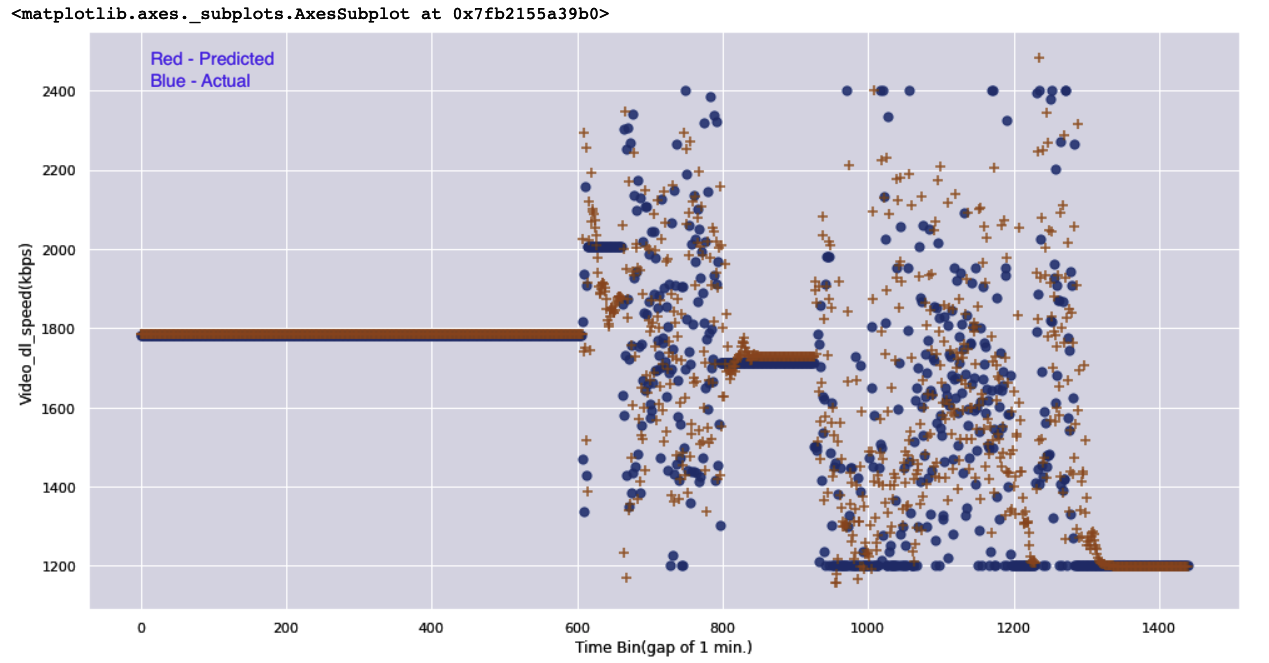 <matplotlib.axes._subplots.AxesSubplot at 0x7fb2155a39b0>
Red - Predicted
Blue - Actual
2400
2200
2000
1800
1600
1400
1200
Video_dl_speed(kbps)
0 200 400 600 800 1000 1200 1400
Time Bin(gap of 1 min.)